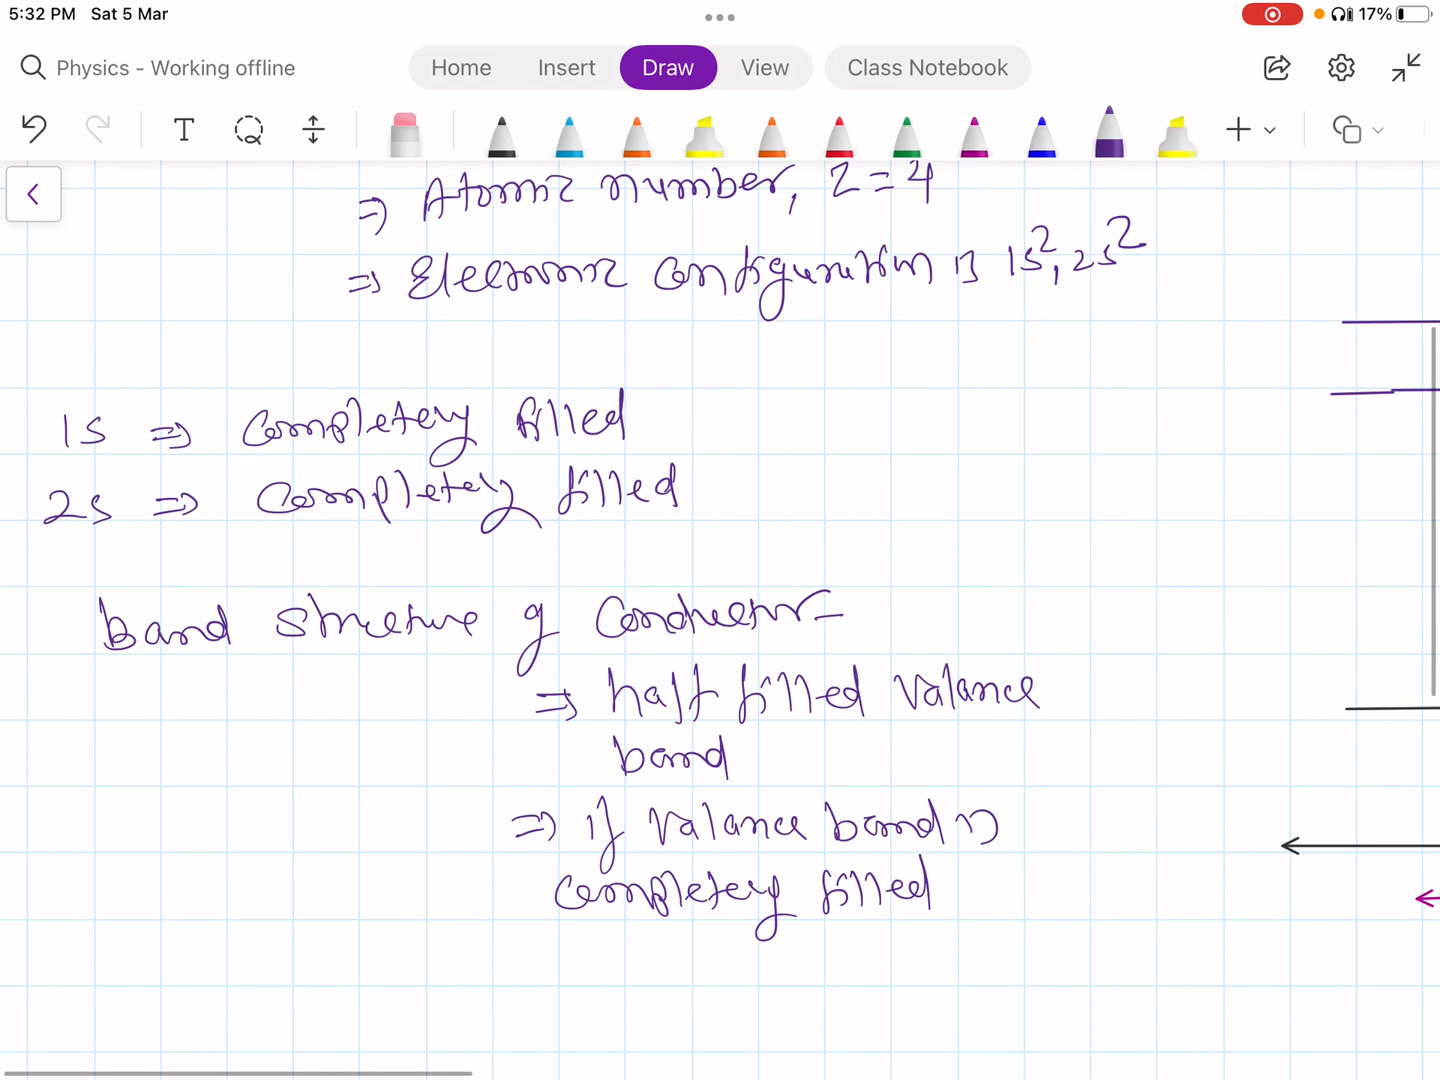 5:32 PM Sat 5 Mar
17%
Physics - Working offline
Home Insert Draw View Class Notebook
T
⇒ Atomic number, Z = 4
⇒ Electronic configuration is 1s², 2s²
1s ⇒ Completely filled
2s ⇒ Completely filled
band structure of Conductor -
⇒ half filled Valance
band
⇒ if Valance band is
Completely filled